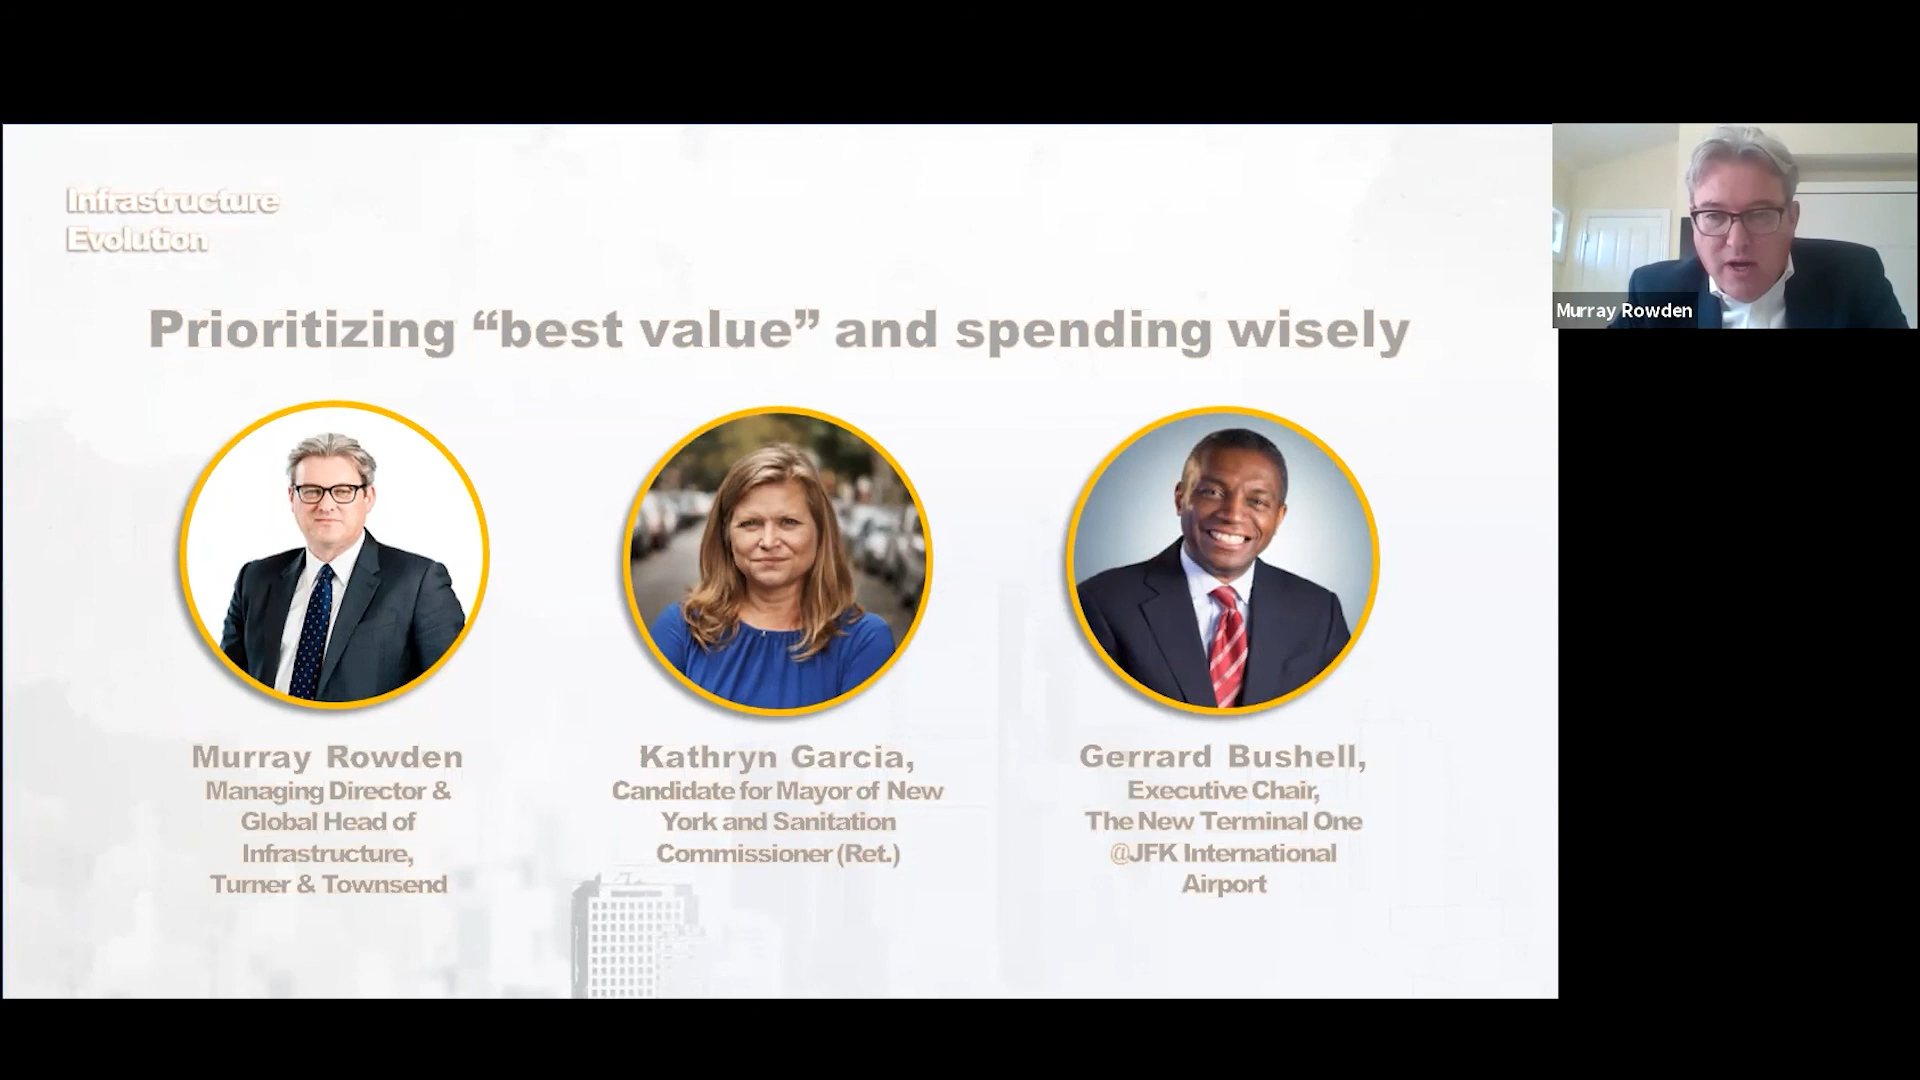 Infrastructure
Evolution
Prioritizing “best value” and spending wisely
Murray Rowden
Managing Director &
Global Head of
Infrastructure,
Turner & Townsend
Kathryn Garcia,
Candidate for Mayor of New
York and Sanitation
Commissioner (Ret.)
Gerrard Bushell,
Executive Chair,
The New Terminal One
@JFK International
Airport
Murray Rowden